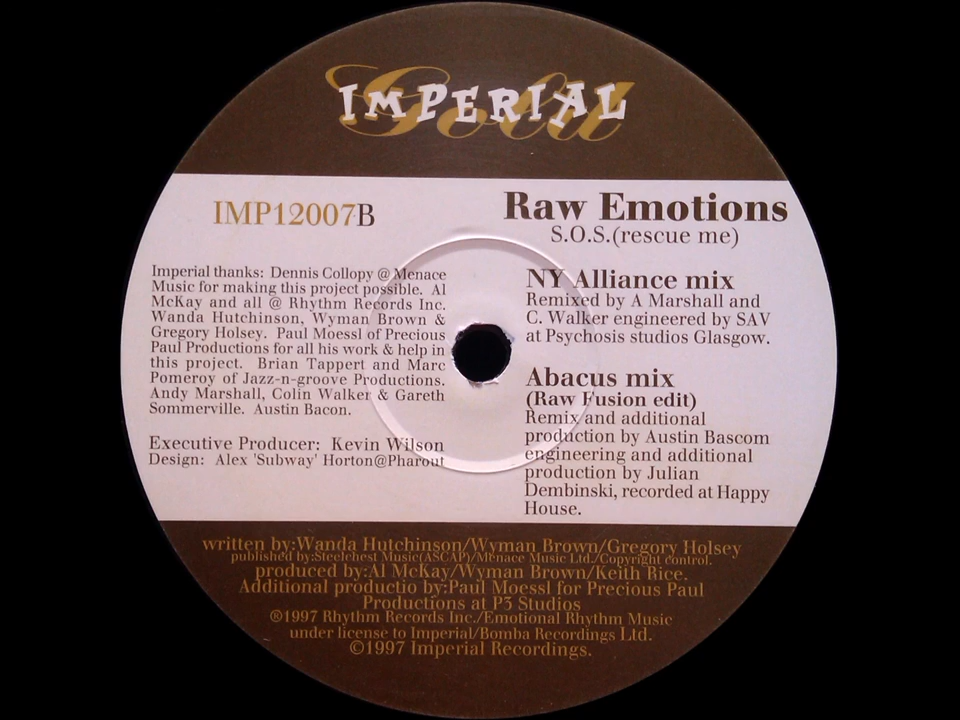 Imperial Gold
IMP12007B
Raw Emotions
S.O.S.(rescue me)
Imperial thanks: Dennis Collopy @ Menace
Music for making this project possible. Al
McKay and all @ Rhythm Records Inc.
Wanda Hutchinson, Wyman Brown &
Gregory Holsey. Paul Moessl of Precious
Paul Productions for all his work & help in
this project. Brian Tappert and Marc
Pomeroy of Jazz-n-groove Productions.
Andy Marshall, Colin Walker & Gareth
Sommerville. Austin Bacon.
Executive Producer: Kevin Wilson
Design: Alex 'Subway' Horton@Pharout
NY Alliance mix
Remixed by A Marshall and
C. Walker engineered by SAV
at Psychosis studios Glasgow.
Abacus mix
(Raw Fusion edit)
Remix and additional
production by Austin Bascom
engineering and additional
production by Julian
Dembinski, recorded at Happy
House.
written by:Wanda Hutchinson/Wyman Brown/Gregory Holsey
published by:Steelchest Music(ASCAP)/Menace Music Ltd./Copyright control.
produced by:Al McKay/Wyman Brown/Keith Rice.
Additional productio by:Paul Moessl for Precious Paul
Productions at P3 Studios
®1997 Rhythm Records Inc./Emotional Rhythm Music
under license to Imperial/Bomba Recordings Ltd.
©1997 Imperial Recordings.